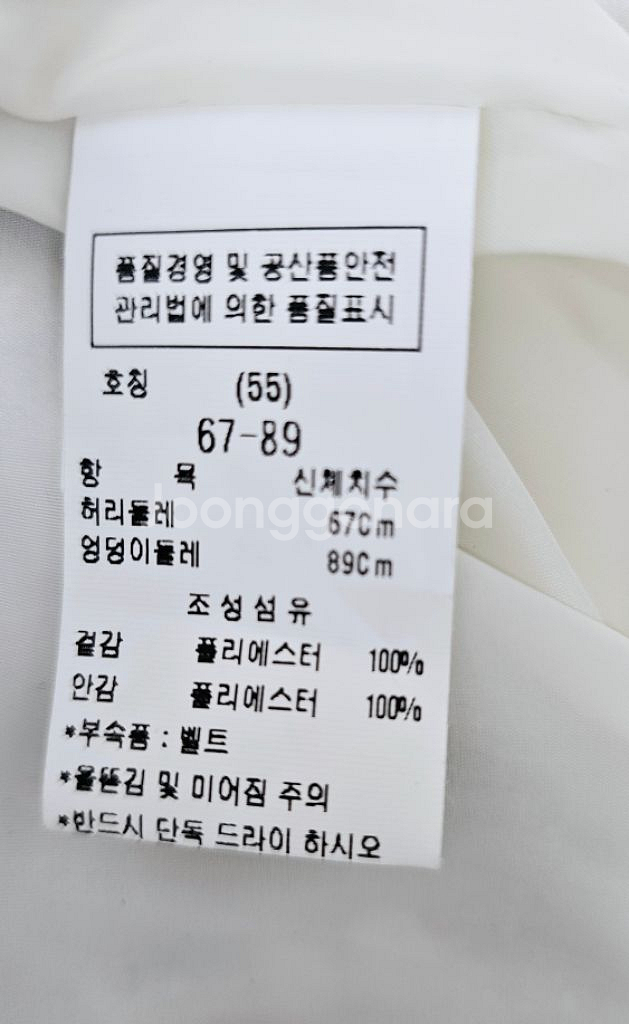 품질경영 및 공산품안전
관리법에 의한 품질표시
호칭 (55)
67-89
항 목 신체치수
허리둘레 67Cm
엉덩이둘레 89Cm
조성섬유
겉감 폴리에스터 100%
안감 폴리에스터 100%
*부속품 : 벨트
*올뜯김 및 미어짐 주의
*반드시 단독 드라이 하시오